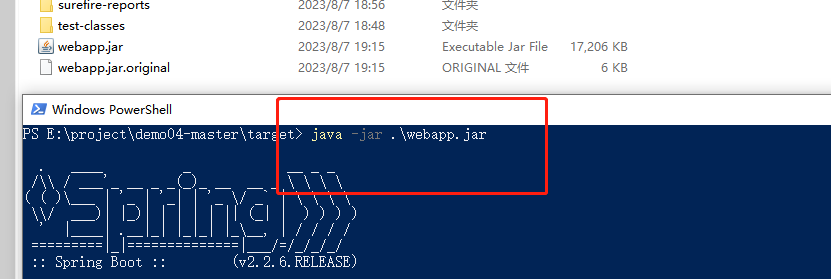 surefire-reports 2023/8/7 18:56 文件夹
test-classes 2023/8/7 18:54 文件夹
webapp.jar 2023/8/7 19:15 Executable Jar File 17,206 KB
webapp.jar.original 2023/8/7 19:15 ORIGINAL 文件 6 KB
Windows PowerShell
PS E:\project\demo04-master\target> java -jar .\webapp.jar
Spring
:: Spring Boot :: (v2.2.6.RELEASE)